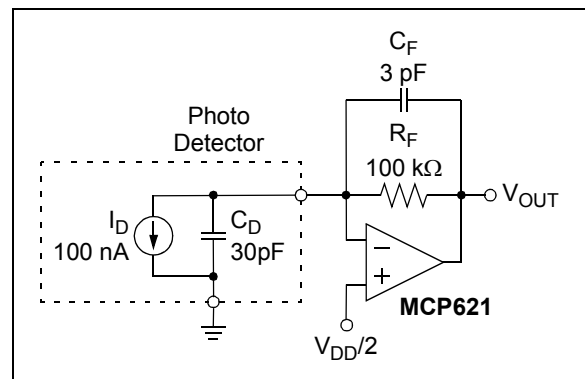 C_F
3 pF
Photo
Detector
R_F
100 kΩ
V_OUT
I_D
100 nA
C_D
30pF
−
+
MCP621
V_DD/2